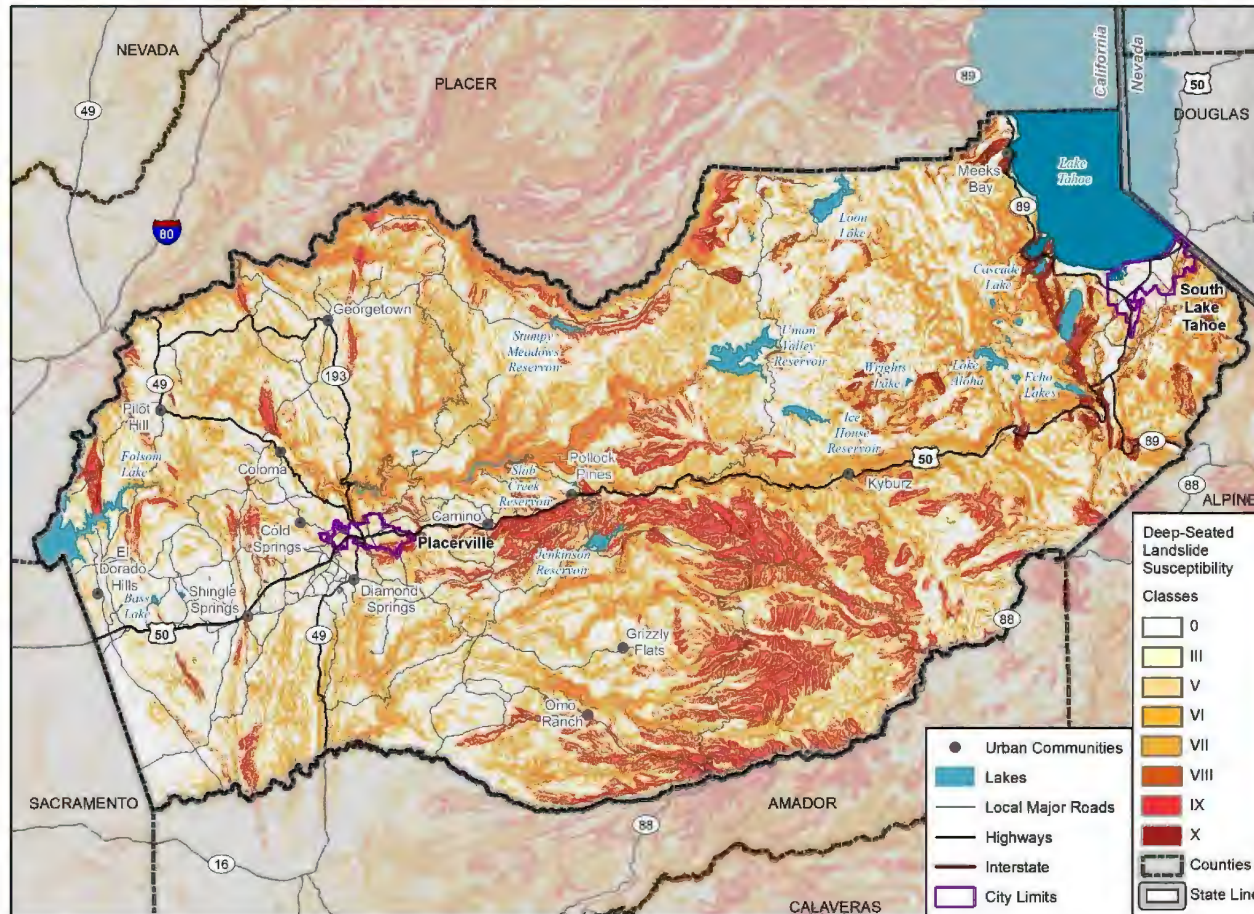 NEVADA
PLACER
49
80
89
California
Nevada
50
DOUGLAS
Lake
Tahoe
Meeks
Bay
89
Loon
Lake
Cascade
Lake
South
Lake
Tahoe
Georgetown
Stumpy
Meadows
Reservoir
Union
Valley
Reservoir
193
49
Wrights
Lake
Lake
Aloha
Echo
Lakes
Pilot
Hill
Ice
House
Reservoir
Folsom
Lake
Coloma
Pollock
Pines
Slab
Creek
Reservoir
50
89
Kyburz
88
ALPINE
Camino
Cold
Springs
Placerville
Jenkinson
Reservoir
El
Dorado
Hills
Bass
Lake
Shingle
Springs
Diamond
Springs
50
49
88
Grizzly
Flats
Omo
Ranch
SACRAMENTO
AMADOR
88
16
CALAVERAS
Urban Communities
Lakes
Local Major Roads
Highways
Interstate
City Limits
Deep-Seated
Landslide
Susceptibility
Classes
0
III
V
VI
VII
VIII
IX
X
Counties
State Line